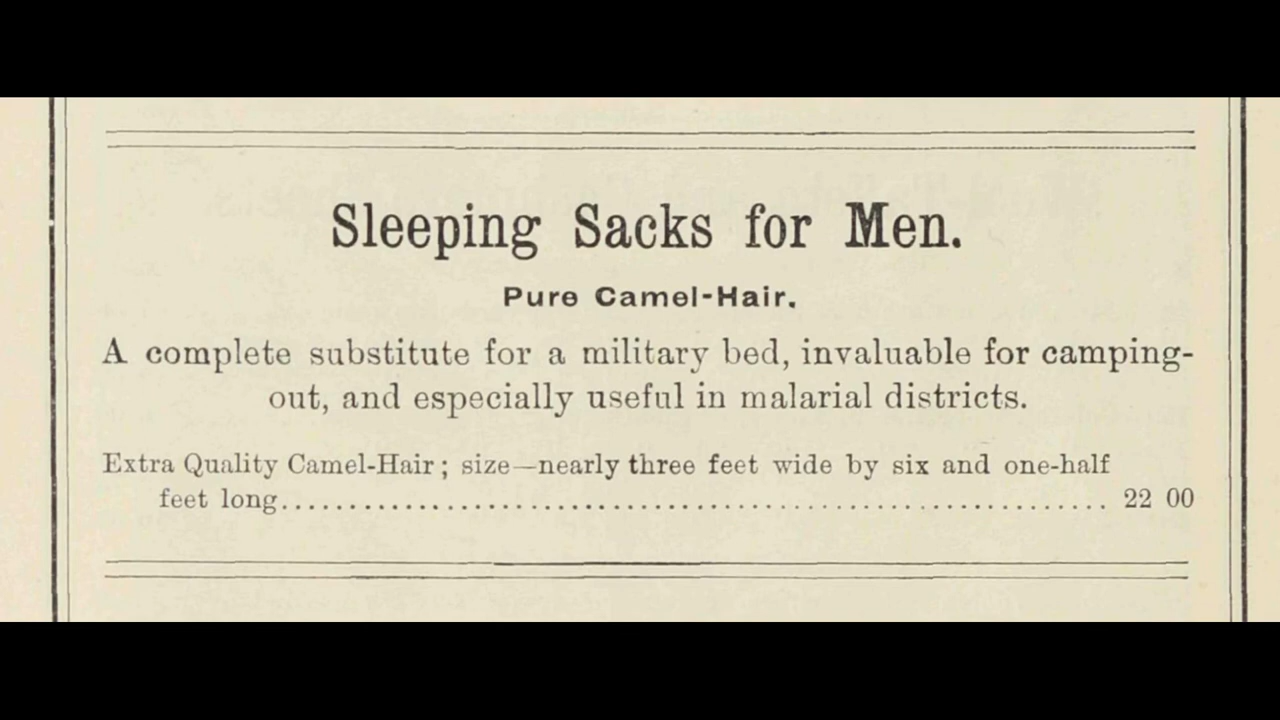 Sleeping Sacks for Men.
Pure Camel-Hair.
A complete substitute for a military bed, invaluable for camping-
out, and especially useful in malarial districts.
Extra Quality Camel-Hair; size—nearly three feet wide by six and one-half
feet long........................................................... 22 00